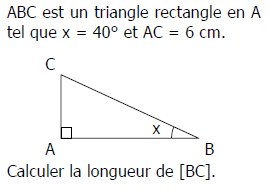 ABC est un triangle rectangle en A
tel que x = 40° et AC = 6 cm.
C
x
A
B
Calculer la longueur de [BC].